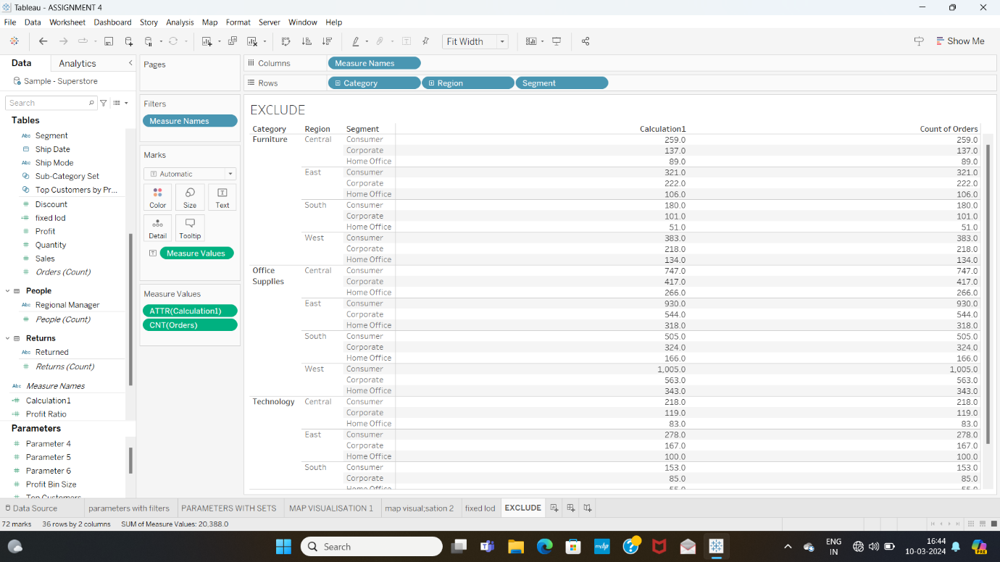 Tableau - ASSIGNMENT 4
File Data Worksheet Dashboard Story Analysis Map Format Server Window Help
Fit Width
Show Me
Data Analytics
Sample - Superstore
Search
Tables
Abc Segment
Ship Date
Abc Ship Mode
Sub-Category Set
Top Customers by Pr...
Discount
fixed lod
Profit
Quantity
Sales
Orders (Count)
People
Abc Regional Manager
People (Count)
Returns
Abc Returned
Returns (Count)
Abc Measure Names
Calculation1
Profit Ratio
Parameters
Parameter 4
Parameter 5
Parameter 6
Profit Bin Size
Top Customers
Pages
Filters
Measure Names
Marks
Automatic
Color Size Text
Detail Tooltip
Measure Values
Measure Values
ATTR(Calculation1)
CNT(Orders)
Columns Measure Names
Rows Category Region Segment
EXCLUDE
Category Region Segment Calculation1 Count of Orders
Furniture Central Consumer 259.0 259.0
Corporate 137.0 137.0
Home Office 89.0 89.0
East Consumer 321.0 321.0
Corporate 222.0 222.0
Home Office 106.0 106.0
South Consumer 180.0 180.0
Corporate 101.0 101.0
Home Office 51.0 51.0
West Consumer 383.0 383.0
Corporate 218.0 218.0
Home Office 134.0 134.0
Office Central Consumer 747.0 747.0
Supplies Corporate 417.0 417.0
Home Office 266.0 266.0
East Consumer 930.0 930.0
Corporate 544.0 544.0
Home Office 318.0 318.0
South Consumer 505.0 505.0
Corporate 324.0 324.0
Home Office 166.0 166.0
West Consumer 1,005.0 1,005.0
Corporate 563.0 563.0
Home Office 343.0 343.0
Technology Central Consumer 218.0 218.0
Corporate 119.0 119.0
Home Office 83.0 83.0
East Consumer 278.0 278.0
Corporate 167.0 167.0
Home Office 100.0 100.0
South Consumer 153.0 153.0
Corporate 85.0 85.0
Home Office 55.0 55.0
Data Source parameters with filters PARAMETERS WITH SETS MAP VISUALISATION 1 map visual;sation 2 fixed lod EXCLUDE
72 marks 36 rows by 2 columns SUM of Measure Values: 20,388.0
Search
ENG
IN
16:44
10-03-2024